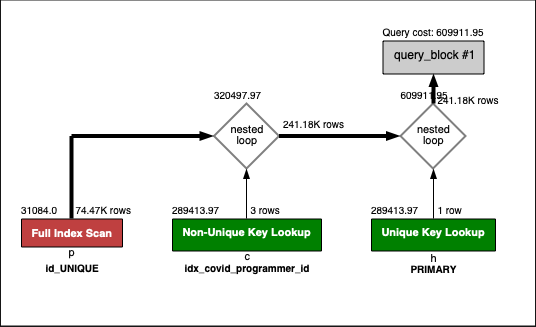 Query cost: 609911.95
query_block #1
320497.97
609911.95
241.18K rows
nested
loop
241.18K rows
nested
loop
31084.0
74.47K rows
289413.97
3 rows
289413.97
1 row
Full Index Scan
Non-Unique Key Lookup
Unique Key Lookup
p
c
h
id_UNIQUE
idx_covid_programmer_id
PRIMARY